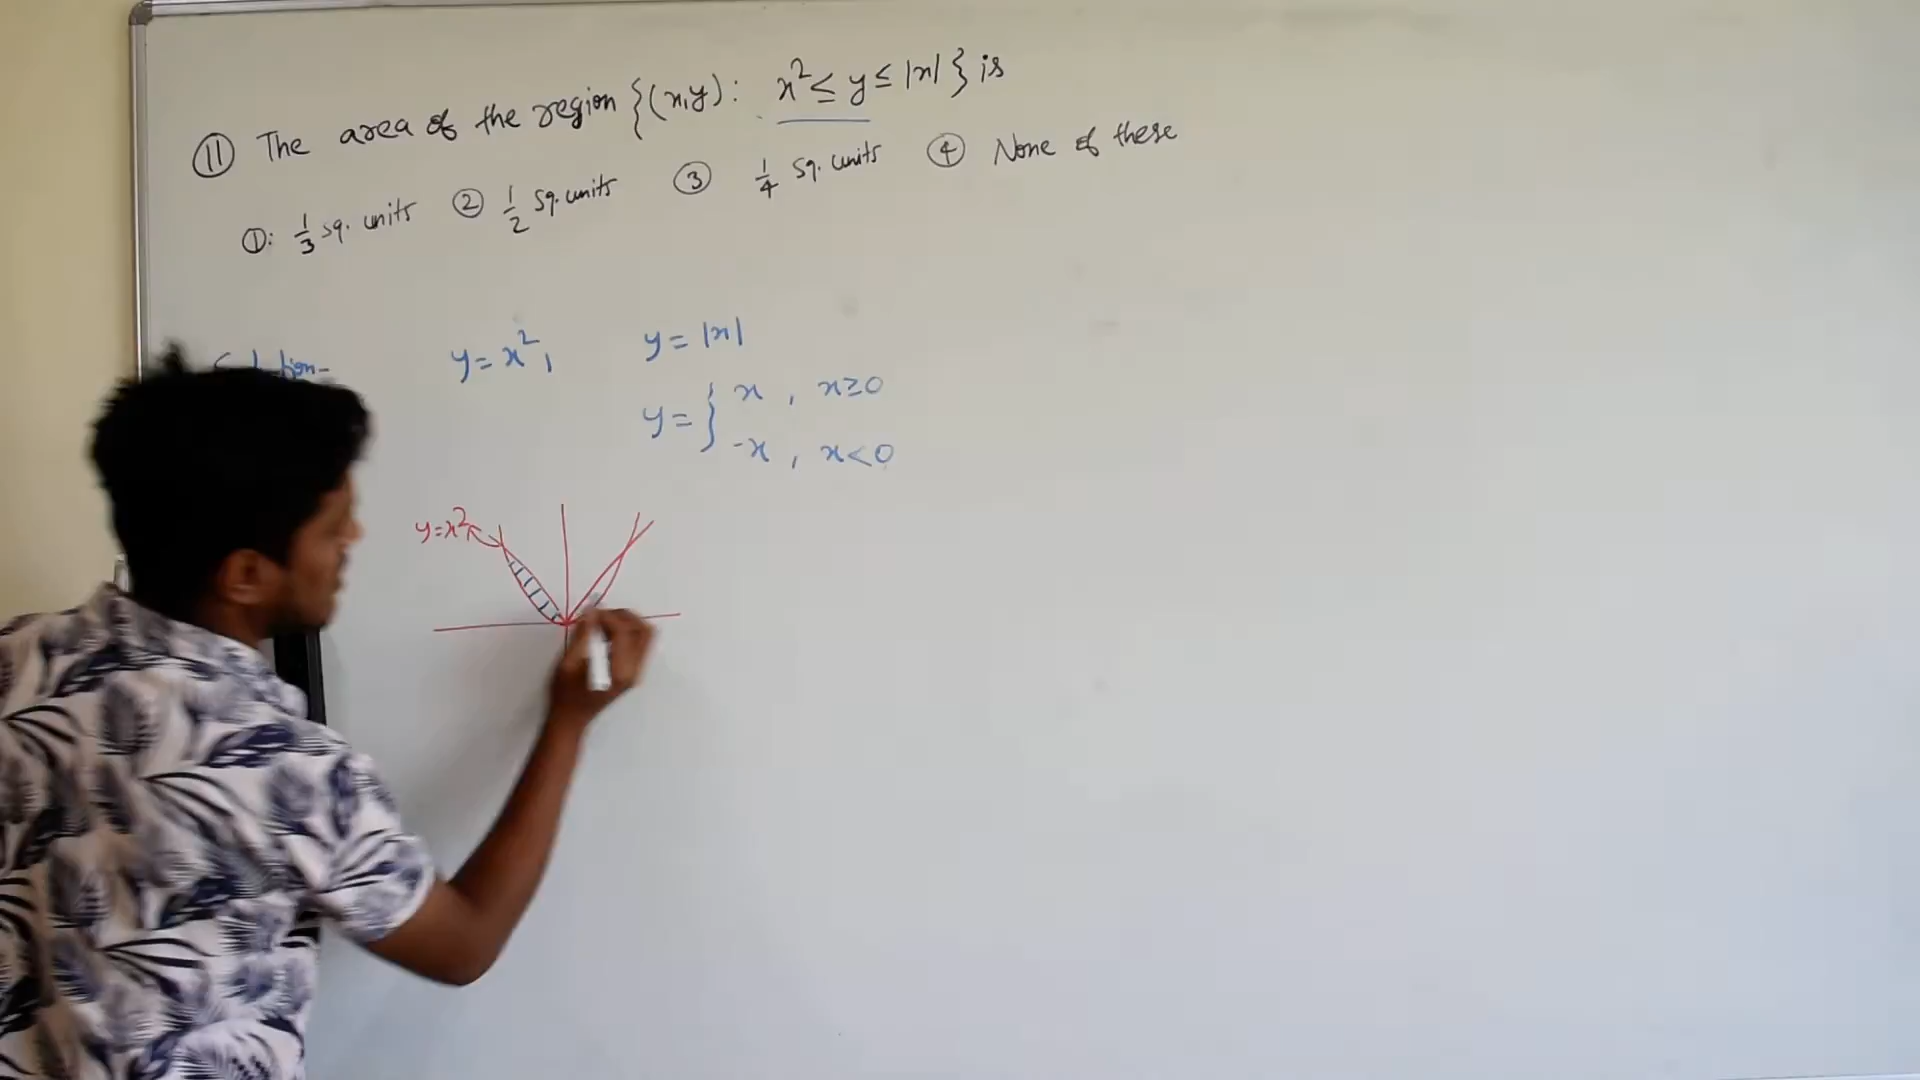 ⑪ The area of the region {(x,y): x² ≤ y ≤ |x| } is
①: 1/3 sq. units ② 1/2 Sq. units ③ 1/4 Sq. units ④ None of these
y = x², y = |x|
y = { x , x ≥ 0
-x , x < 0
y=x²